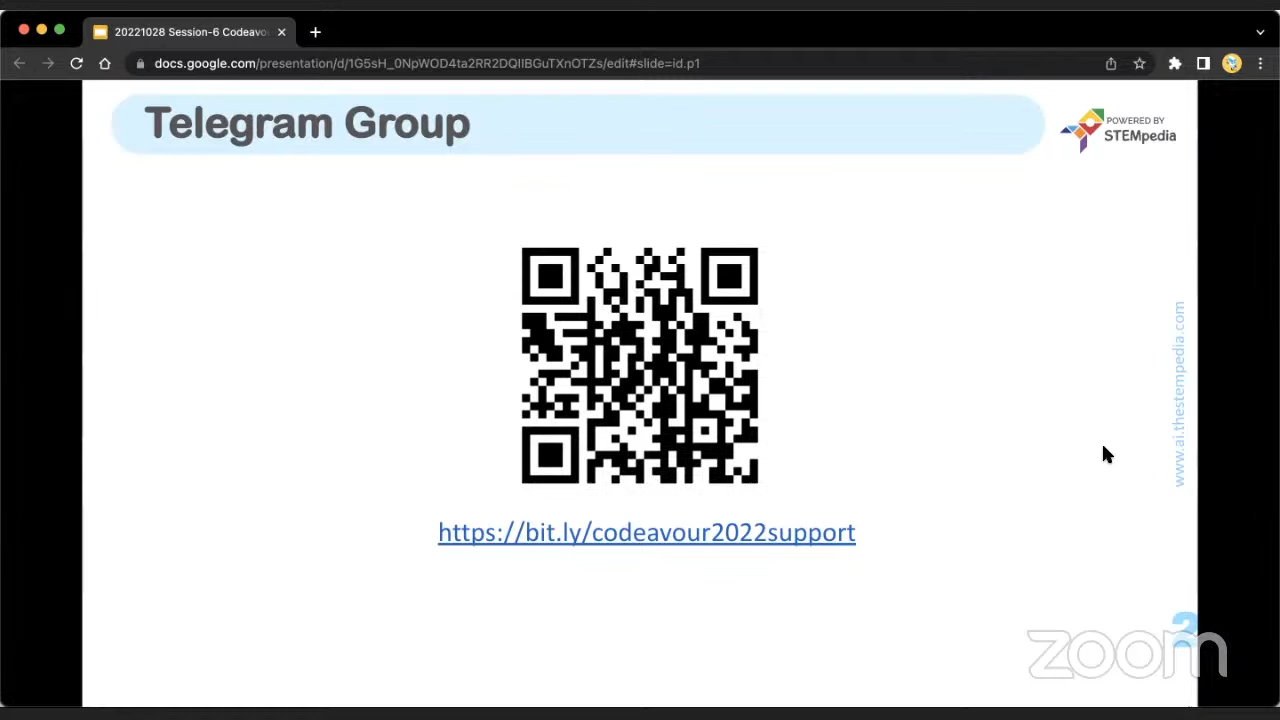 20221028 Session-6 Codeavo
docs.google.com/presentation/d/1G5sH_0NpWOD4ta2RR2DQIIBGuTXnOTZs/edit#slide=id.p1
Telegram Group
POWERED BY
STEMpedia
www.ai.thestempedia.com
https://bit.ly/codeavour2022support
2
zoom